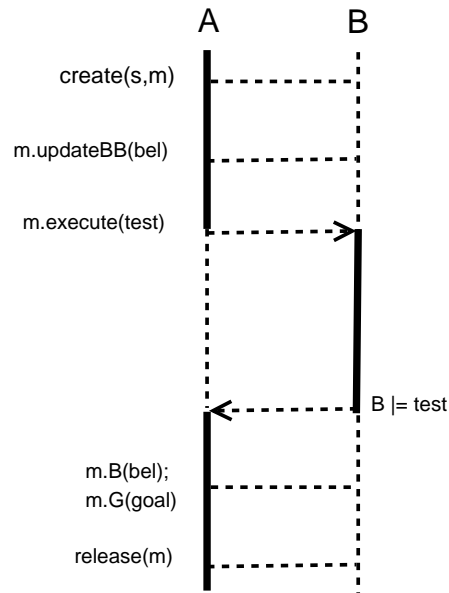 A B
create(s,m)
m.updateBB(bel)
m.execute(test)
B |= test
m.B(bel);
m.G(goal)
release(m)